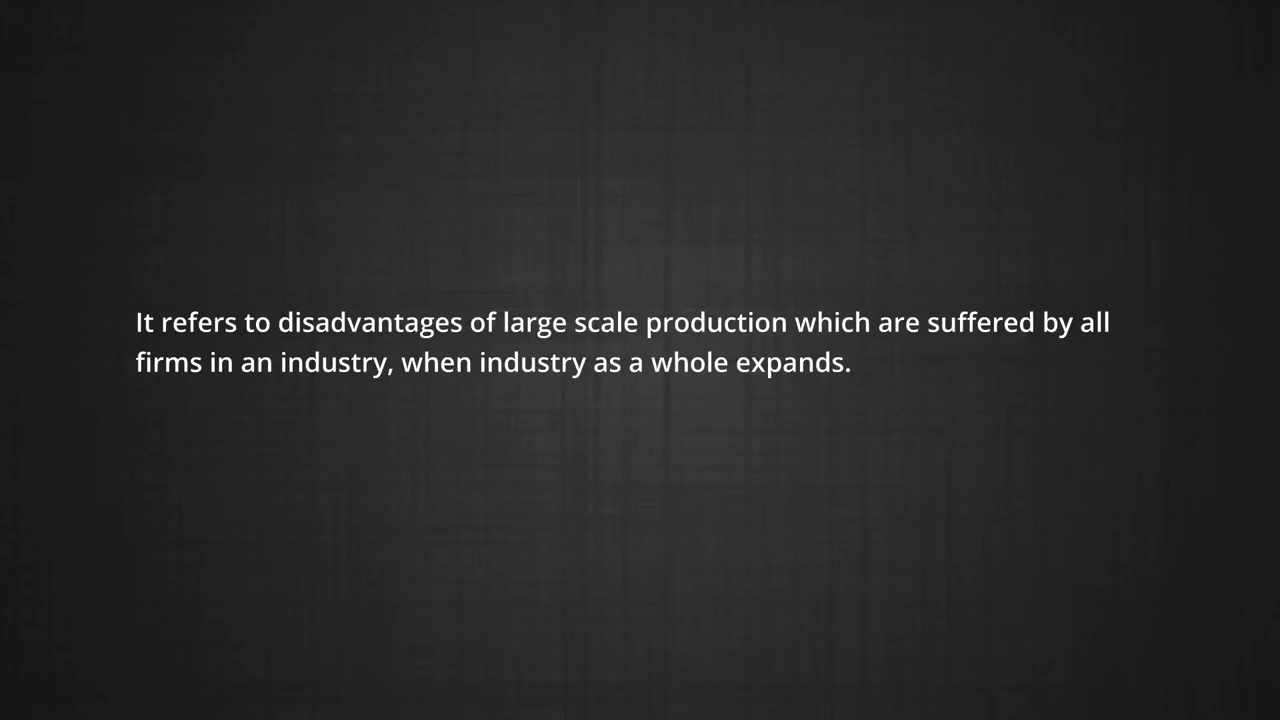 It refers to disadvantages of large scale production which are suffered by all
firms in an industry, when industry as a whole expands.